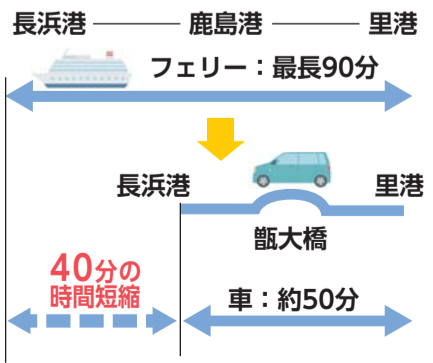 長浜港 鹿島港 里港
フェリー：最長90分
長浜港 里港
甑大橋
40分の
時間短縮
車：約50分